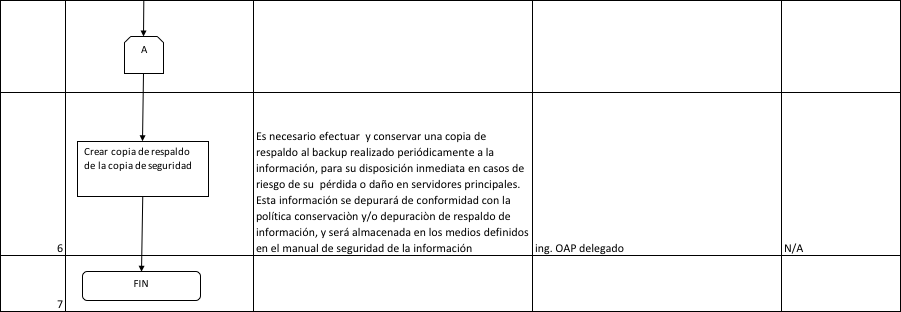 A
Crear copia de respaldo
de la copia de seguridad
Es necesario efectuar  y conservar una copia de
respaldo al backup realizado periódicamente a la
información, para su disposición inmediata en casos de
riesgo de su  pérdida o daño en servidores principales.
Esta información se depurará de conformidad con la
política conservaciòn y/o depuraciòn de respaldo de
información, y será almacenada en los medios definidos
en el manual de seguridad de la información
6
ing. OAP delegado
N/A
FIN
7